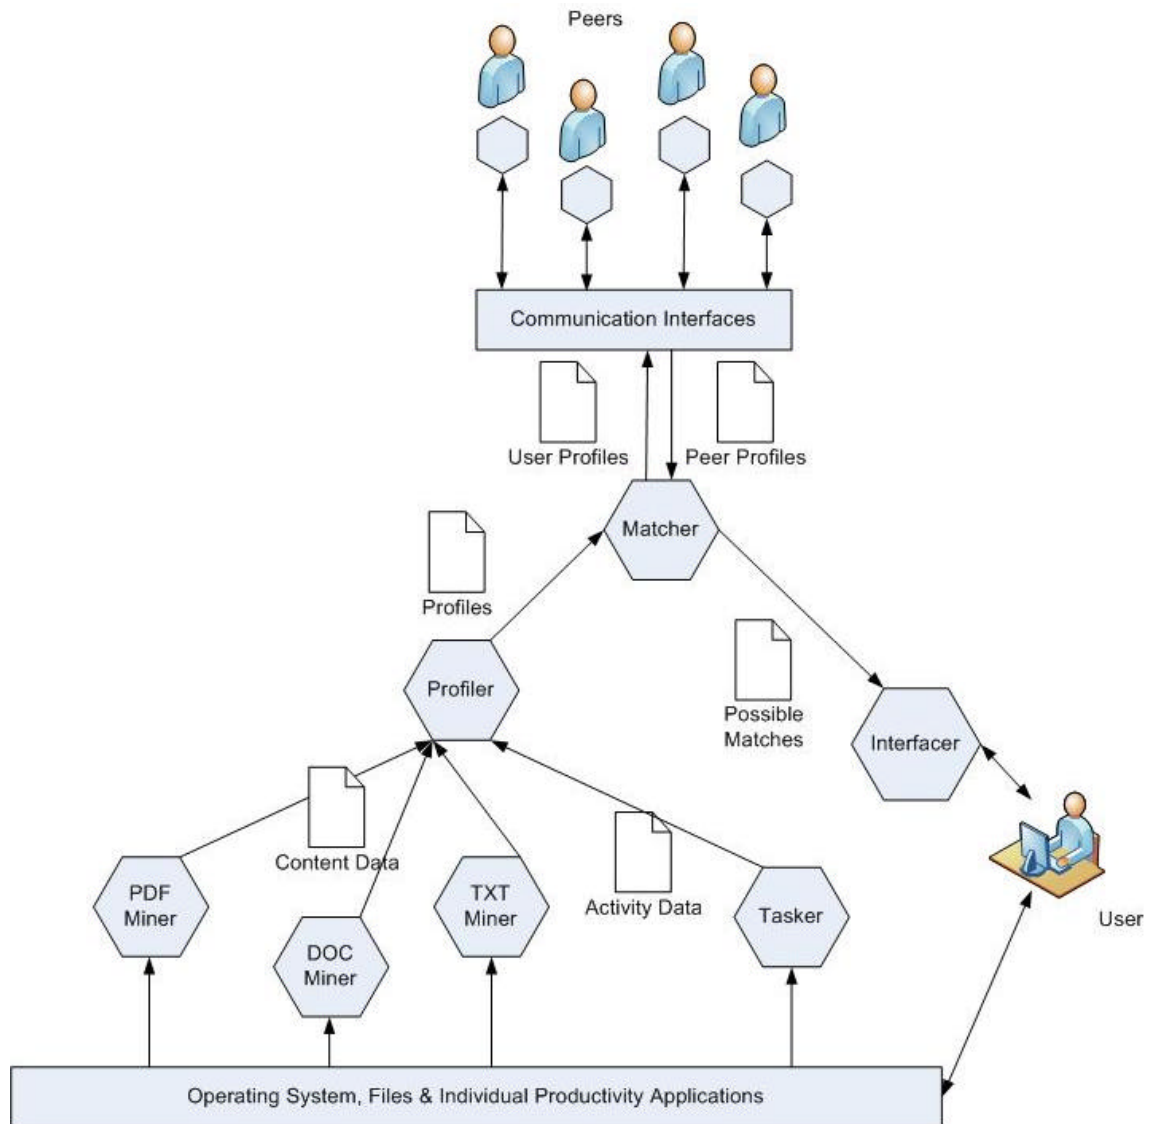 Peers
Communication Interfaces
User Profiles
Peer Profiles
Matcher
Profiles
Profiler
Possible
Matches
Interfacer
Content Data
Activity Data
PDF
Miner
DOC
Miner
TXT
Miner
Tasker
User
Operating System, Files & Individual Productivity Applications